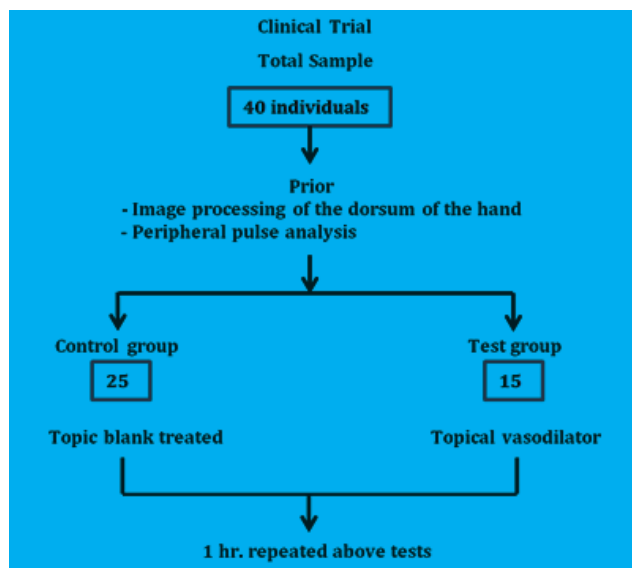 Clinical Trial
Total Sample
40 individuals
Prior
- Image processing of the dorsum of the hand
- Peripheral pulse analysis
Control group
Test group
25
15
Topic blank treated
Topical vasodilator
1 hr. repeated above tests